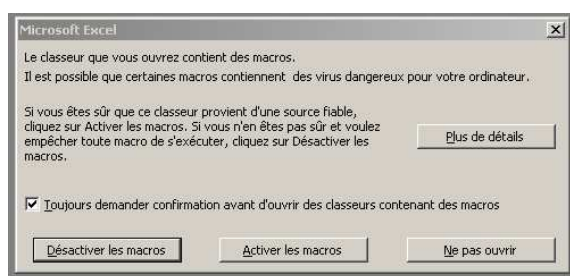 Microsoft Excel
Le classeur que vous ouvrez contient des macros.
Il est possible que certaines macros contiennent des virus dangereux pour votre ordinateur.
Si vous êtes sûr que ce classeur provient d'une source fiable,
cliquez sur Activer les macros. Si vous n'en êtes pas sûr et voulez
empêcher toute macro de s'exécuter, cliquez sur Désactiver les
macros.
Plus de détails
Toujours demander confirmation avant d'ouvrir des classeurs contenant des macros
Désactiver les macros
Activer les macros
Ne pas ouvrir